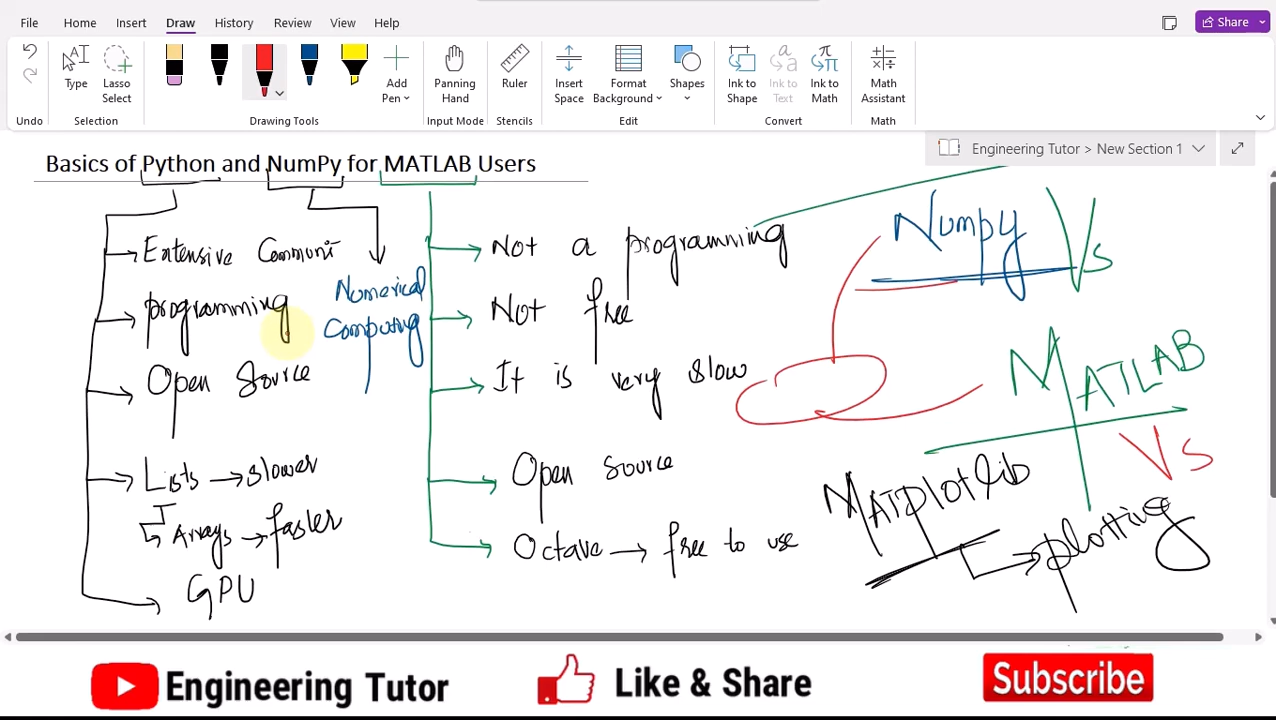 File Home Insert Draw History Review View Help
Share
Undo
Type
Lasso Select
Selection
Drawing Tools
Add Pen
Panning Hand
Input Mode
Ruler
Stencils
Insert Space
Format Background
Shapes
Edit
Ink to Shape
Ink to Text
Ink to Math
Convert
Math Assistant
Math
Engineering Tutor > New Section 1
Basics of Python and NumPy for MATLAB Users
Extensive Communi
programming
Open Source
Lists → slower
Arrays → faster
GPU
Numerical
Computing
Not a programming
Not free
It is very slow
Open Source
Octave → free to use
Numpy Vs
MATLAB
Vs
MATplotlib
plotting
Engineering Tutor
Like & Share
Subscribe